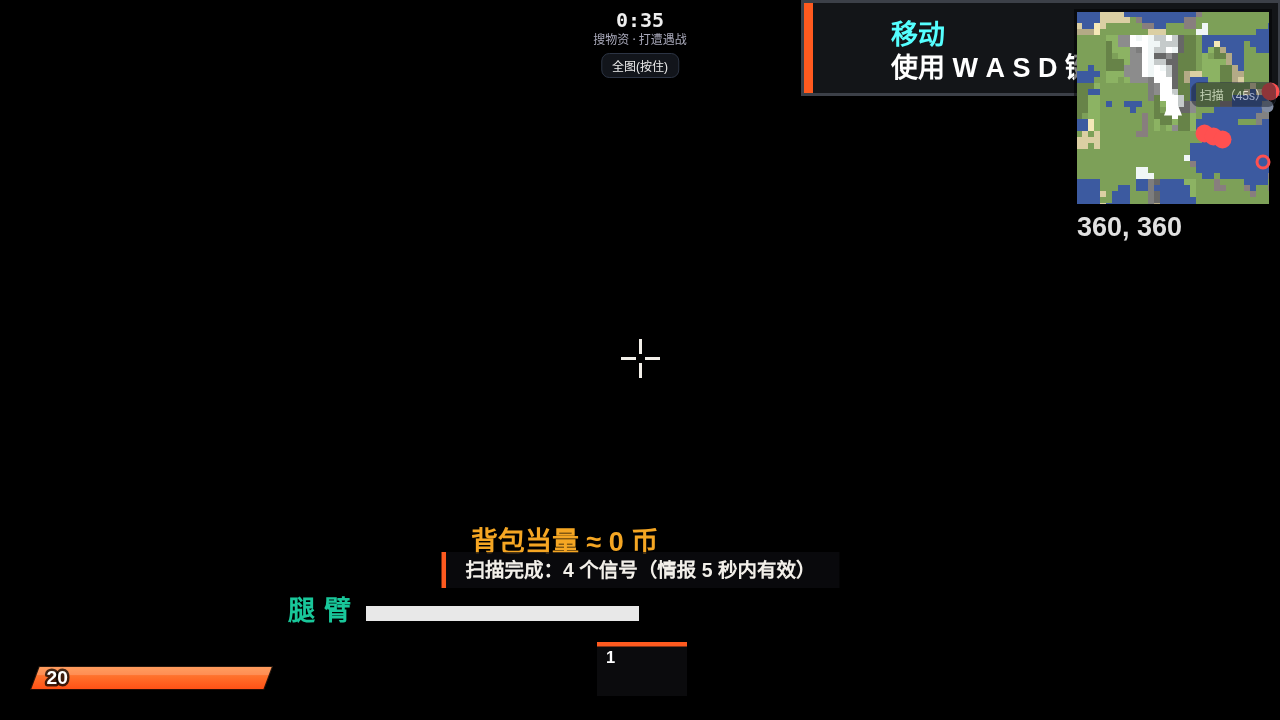 0:35
搜物资 · 打遭遇战
全图(按住)
移动
使用 W A S D
扫描（45s）
360, 360
背包当量 ≈ 0 币
扫描完成：4 个信号（情报 5 秒内有效）
腿 臂
1
20